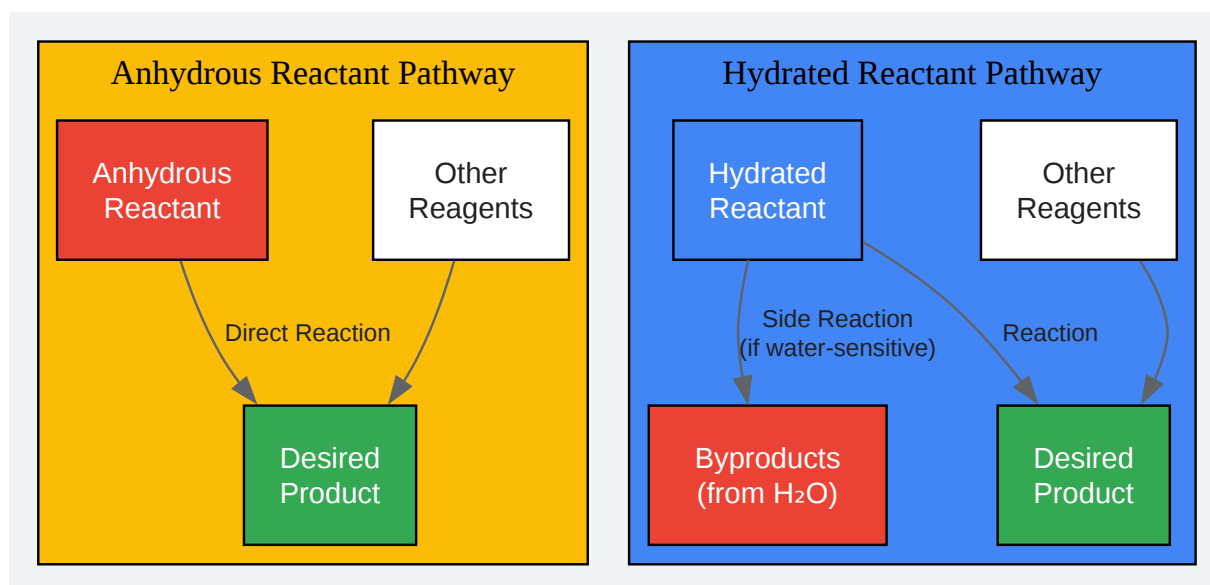 Anhydrous Reactant Pathway
Anhydrous
Reactant
Other
Reagents
Direct Reaction
Desired
Product
Hydrated Reactant Pathway
Hydrated
Reactant
Other
Reagents
Side Reaction
(if water-sensitive)
Reaction
Byproducts
(from H₂O)
Desired
Product